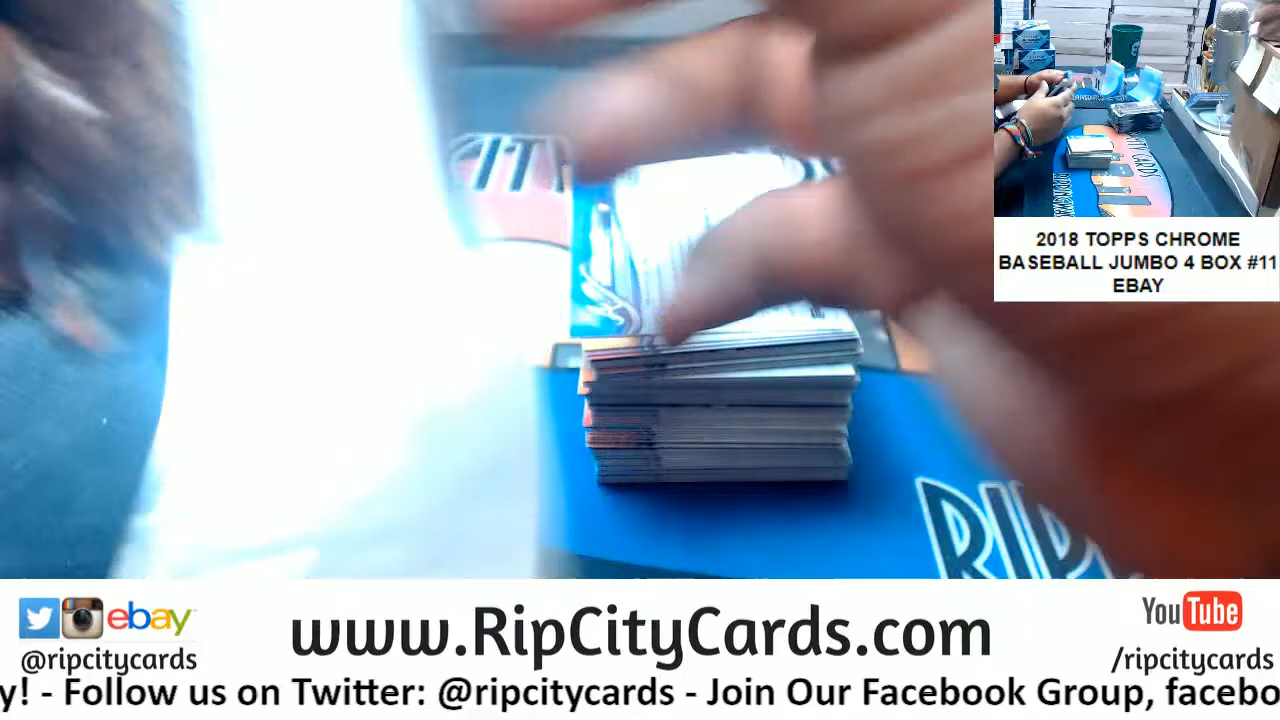 2018 TOPPS CHROME
BASEBALL JUMBO 4 BOX #11
EBAY
RIP
ebay
@ripcitycards
www.RipCityCards.com
YouTube
/ripcitycards
y! - Follow us on Twitter: @ripcitycards - Join Our Facebook Group, facebo